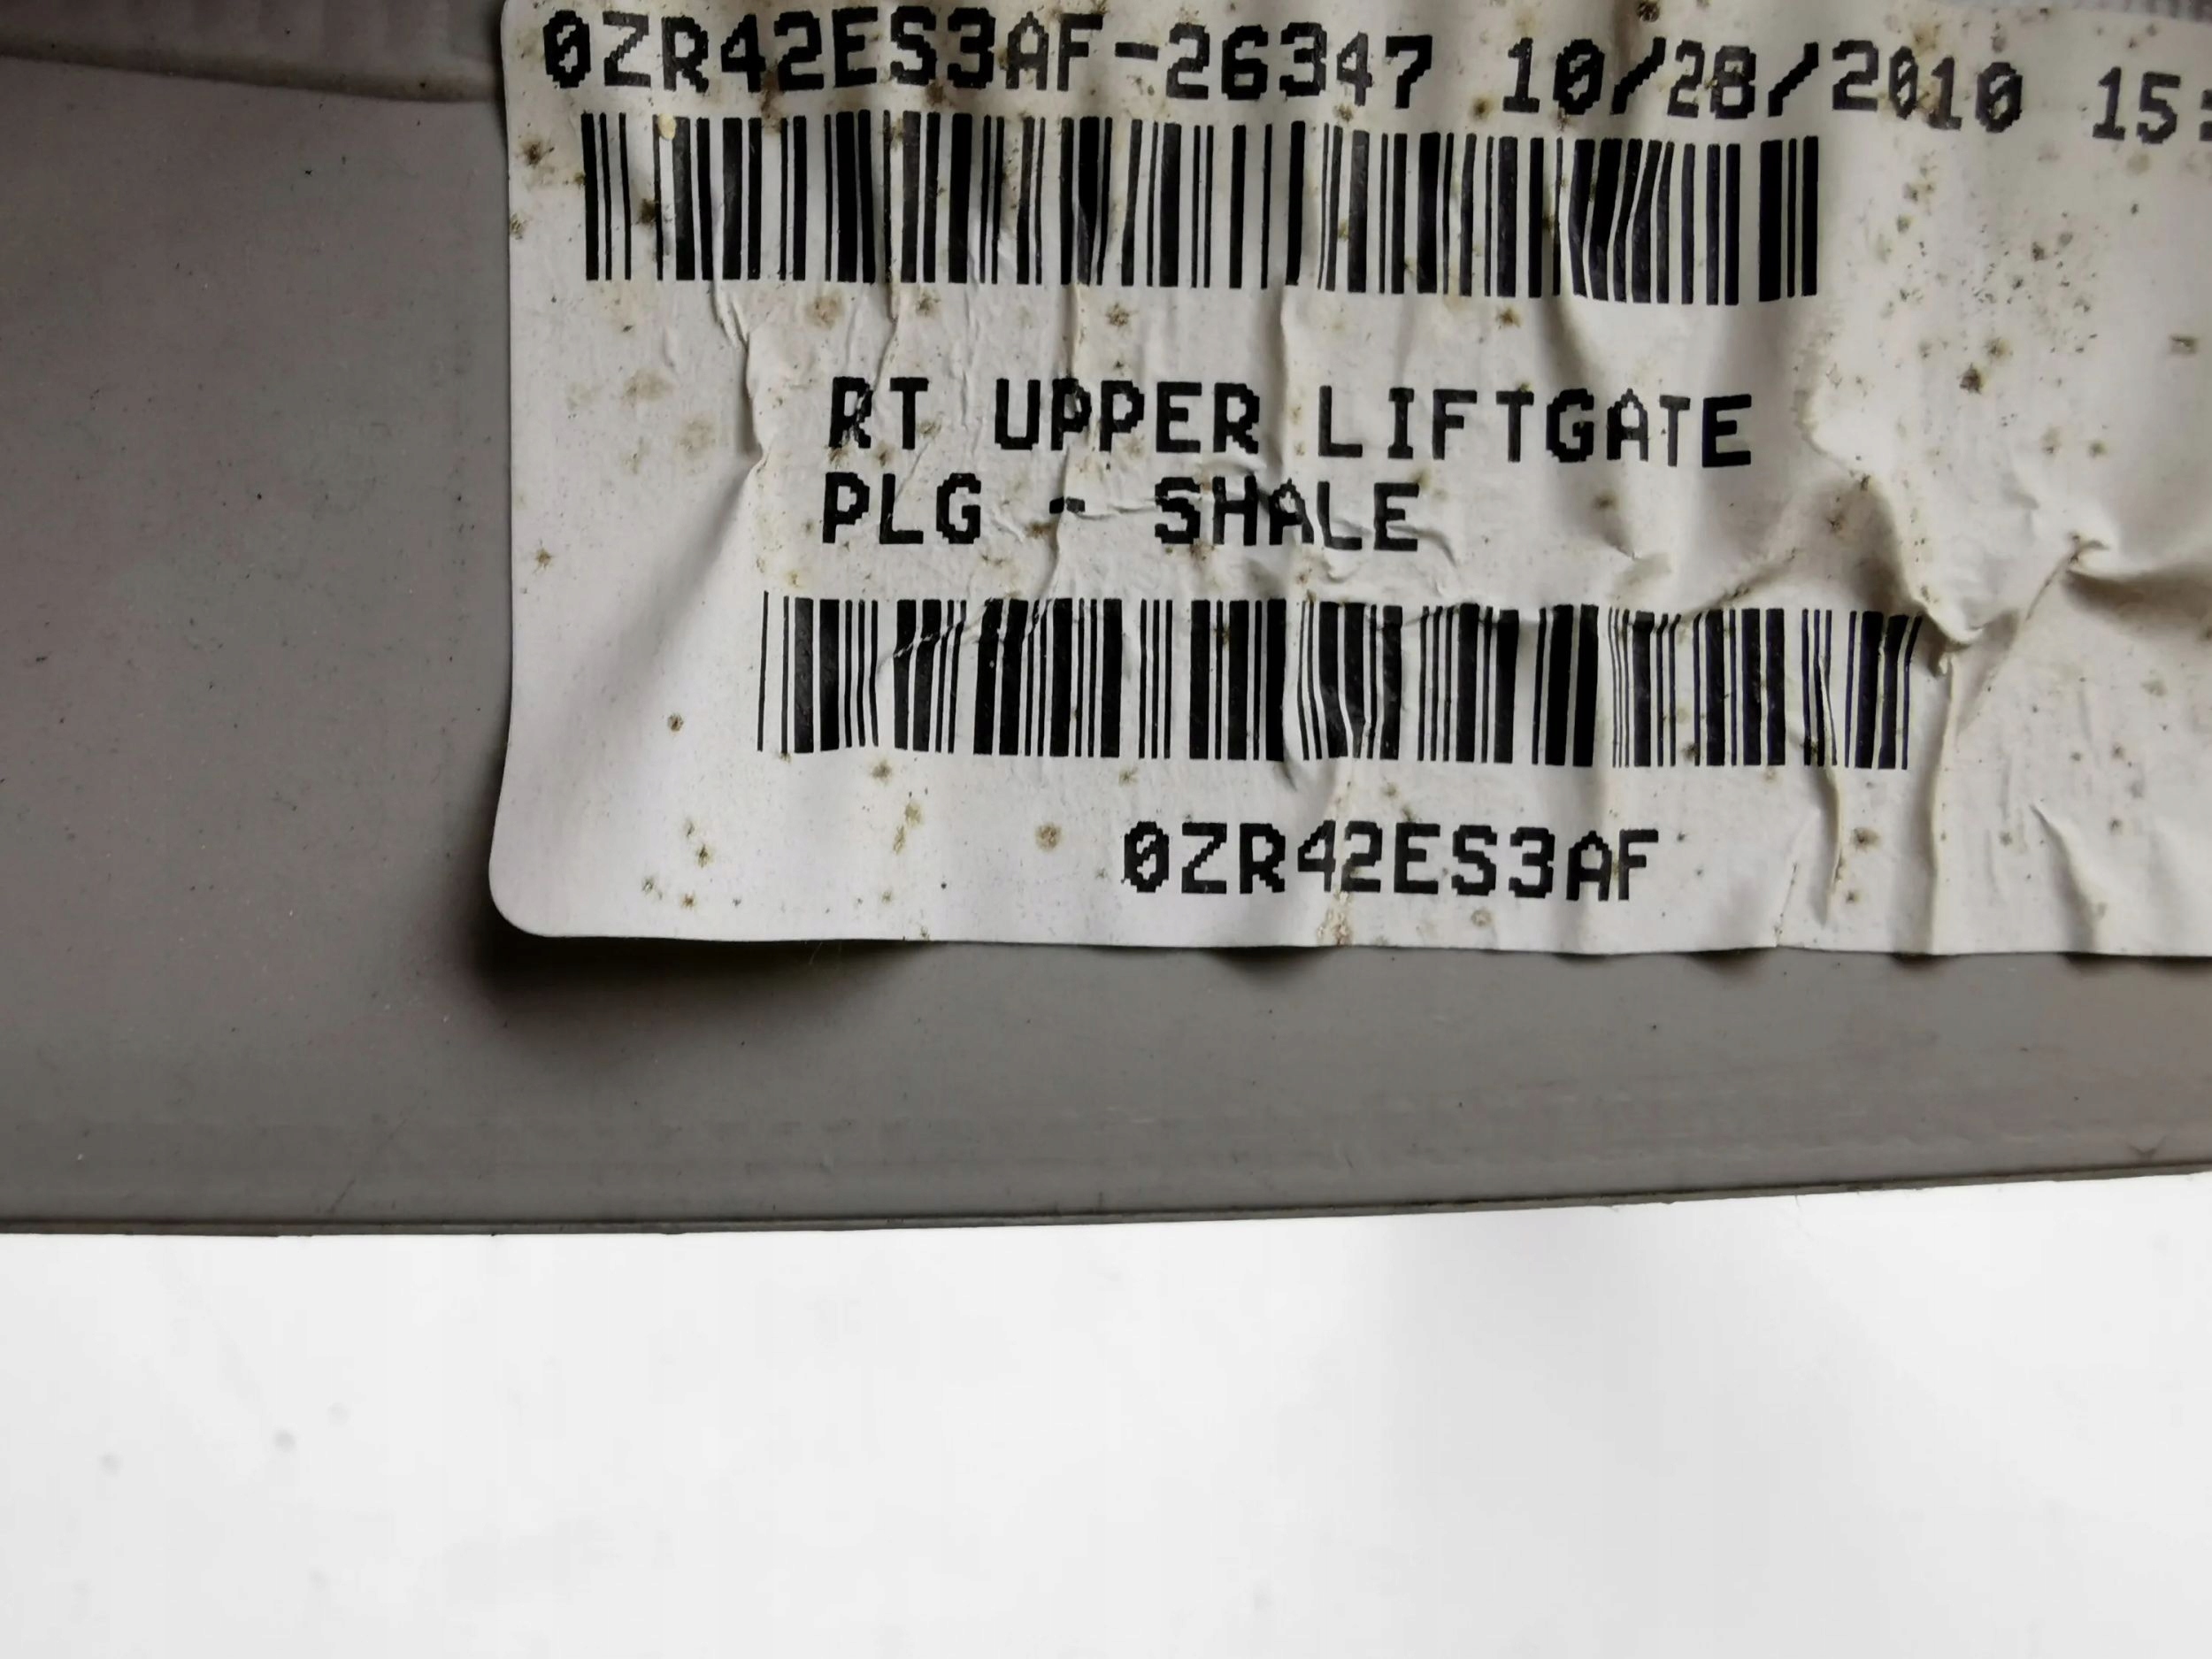 0ZR42ES3AF-26347 10/28/2010 15:
RT UPPER LIFTGATE
PLG - SHALE
0ZR42ES3AF